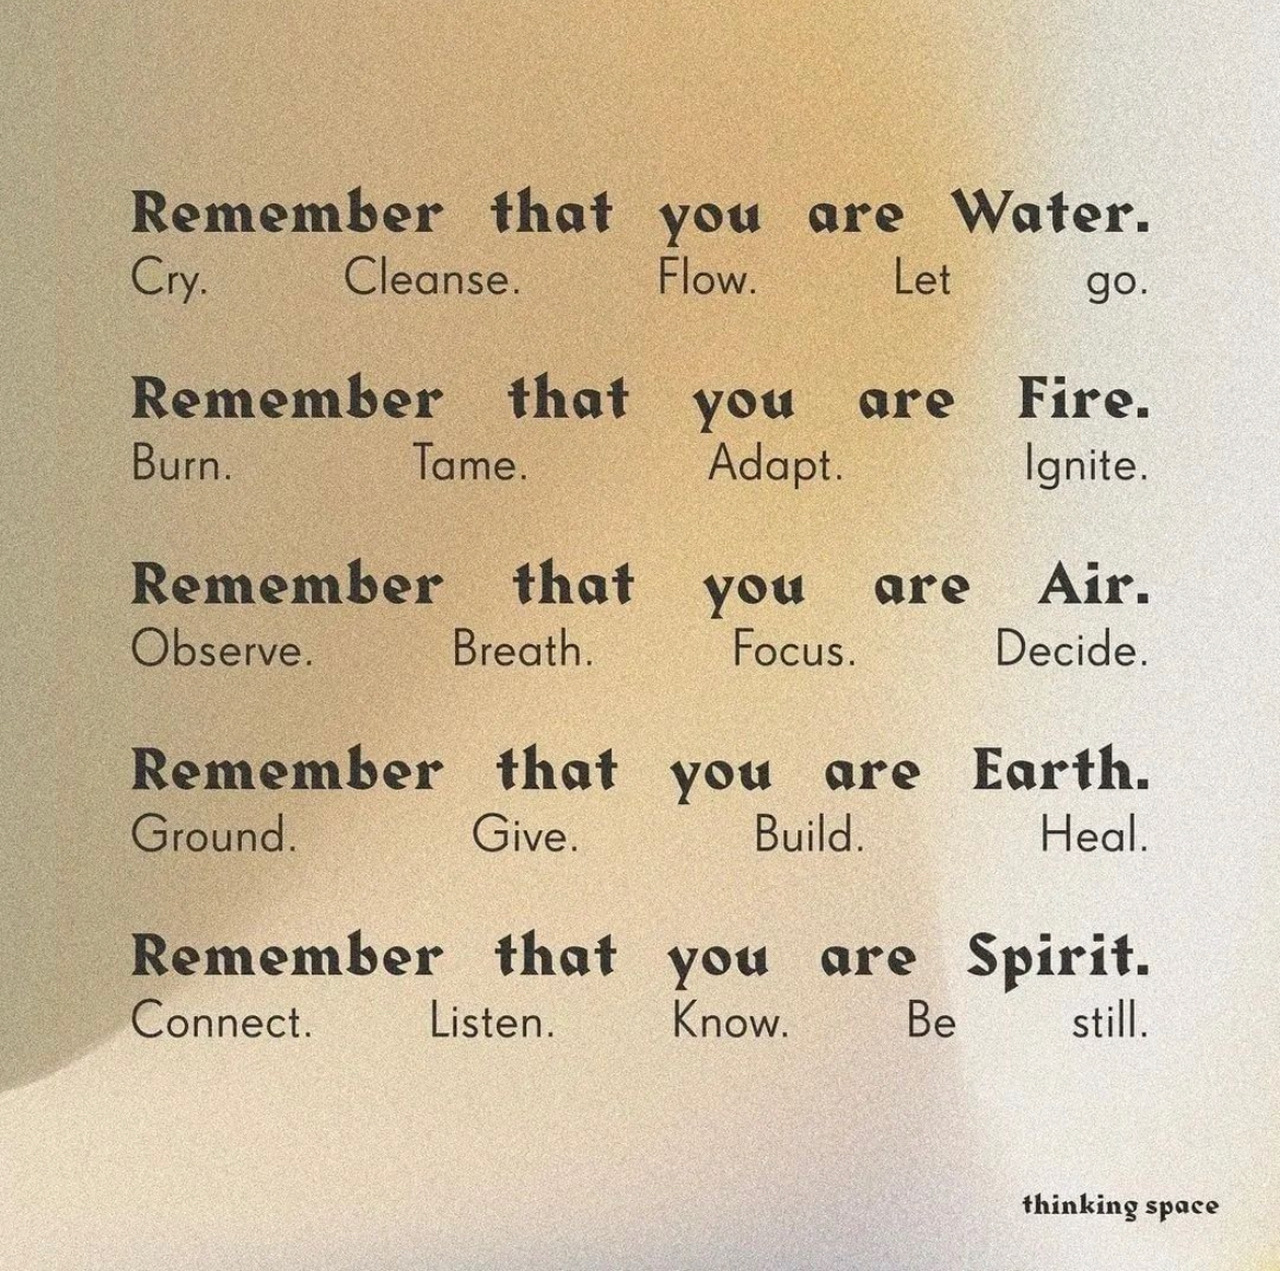 Remember that you are Water.
Cry. Cleanse. Flow. Let go.
Remember that you are Fire.
Burn. Tame. Adapt. Ignite.
Remember that you are Air.
Observe. Breath. Focus. Decide.
Remember that you are Earth.
Ground. Give. Build. Heal.
Remember that you are Spirit.
Connect. Listen. Know. Be still.
thinking space